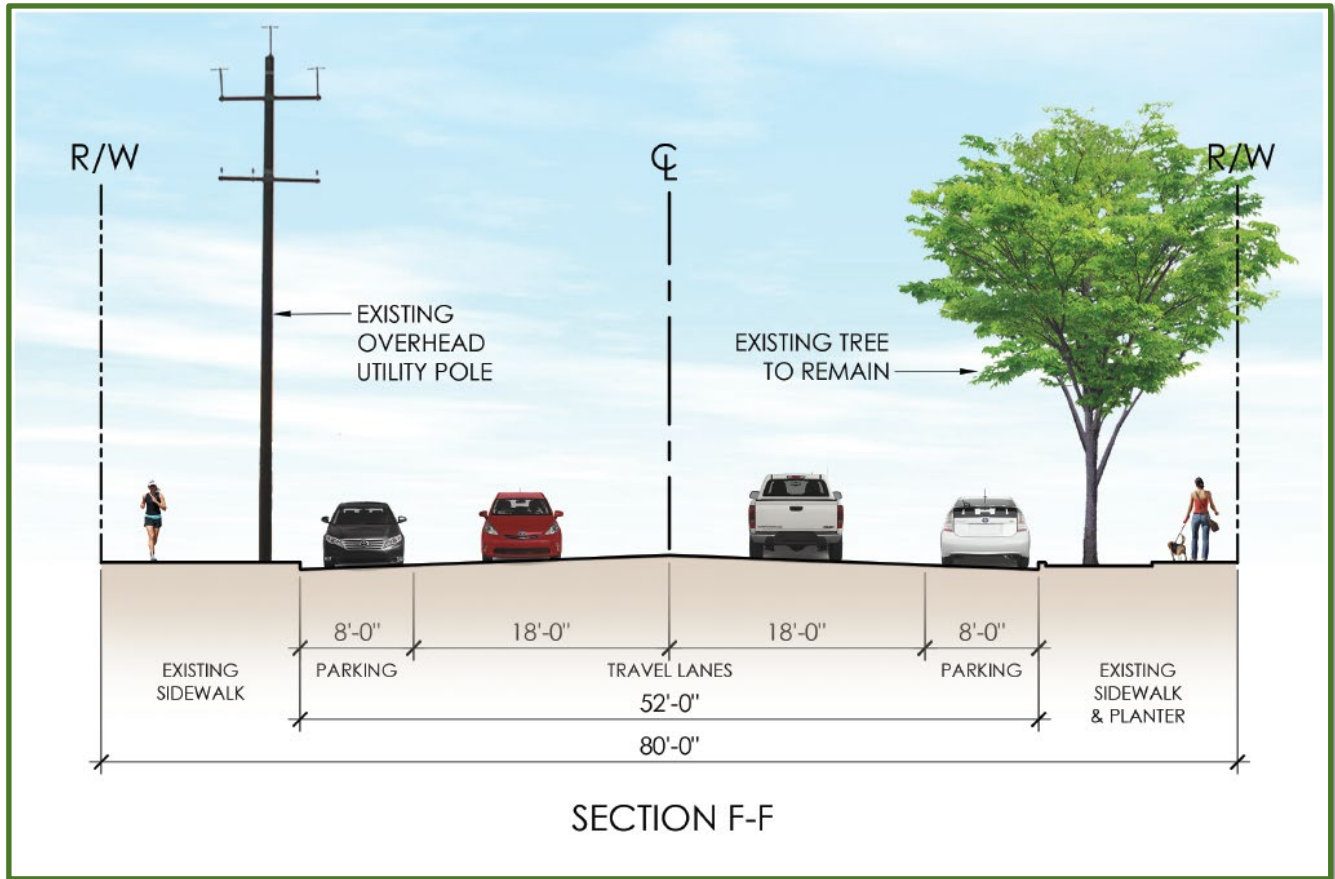 R/W
℄
R/W
EXISTING
OVERHEAD
UTILITY POLE
EXISTING TREE
TO REMAIN
8'-0"
18'-0"
18'-0"
8'-0"
EXISTING
SIDEWALK
PARKING
TRAVEL LANES
PARKING
EXISTING
SIDEWALK
& PLANTER
52'-0"
80'-0"
SECTION F-F